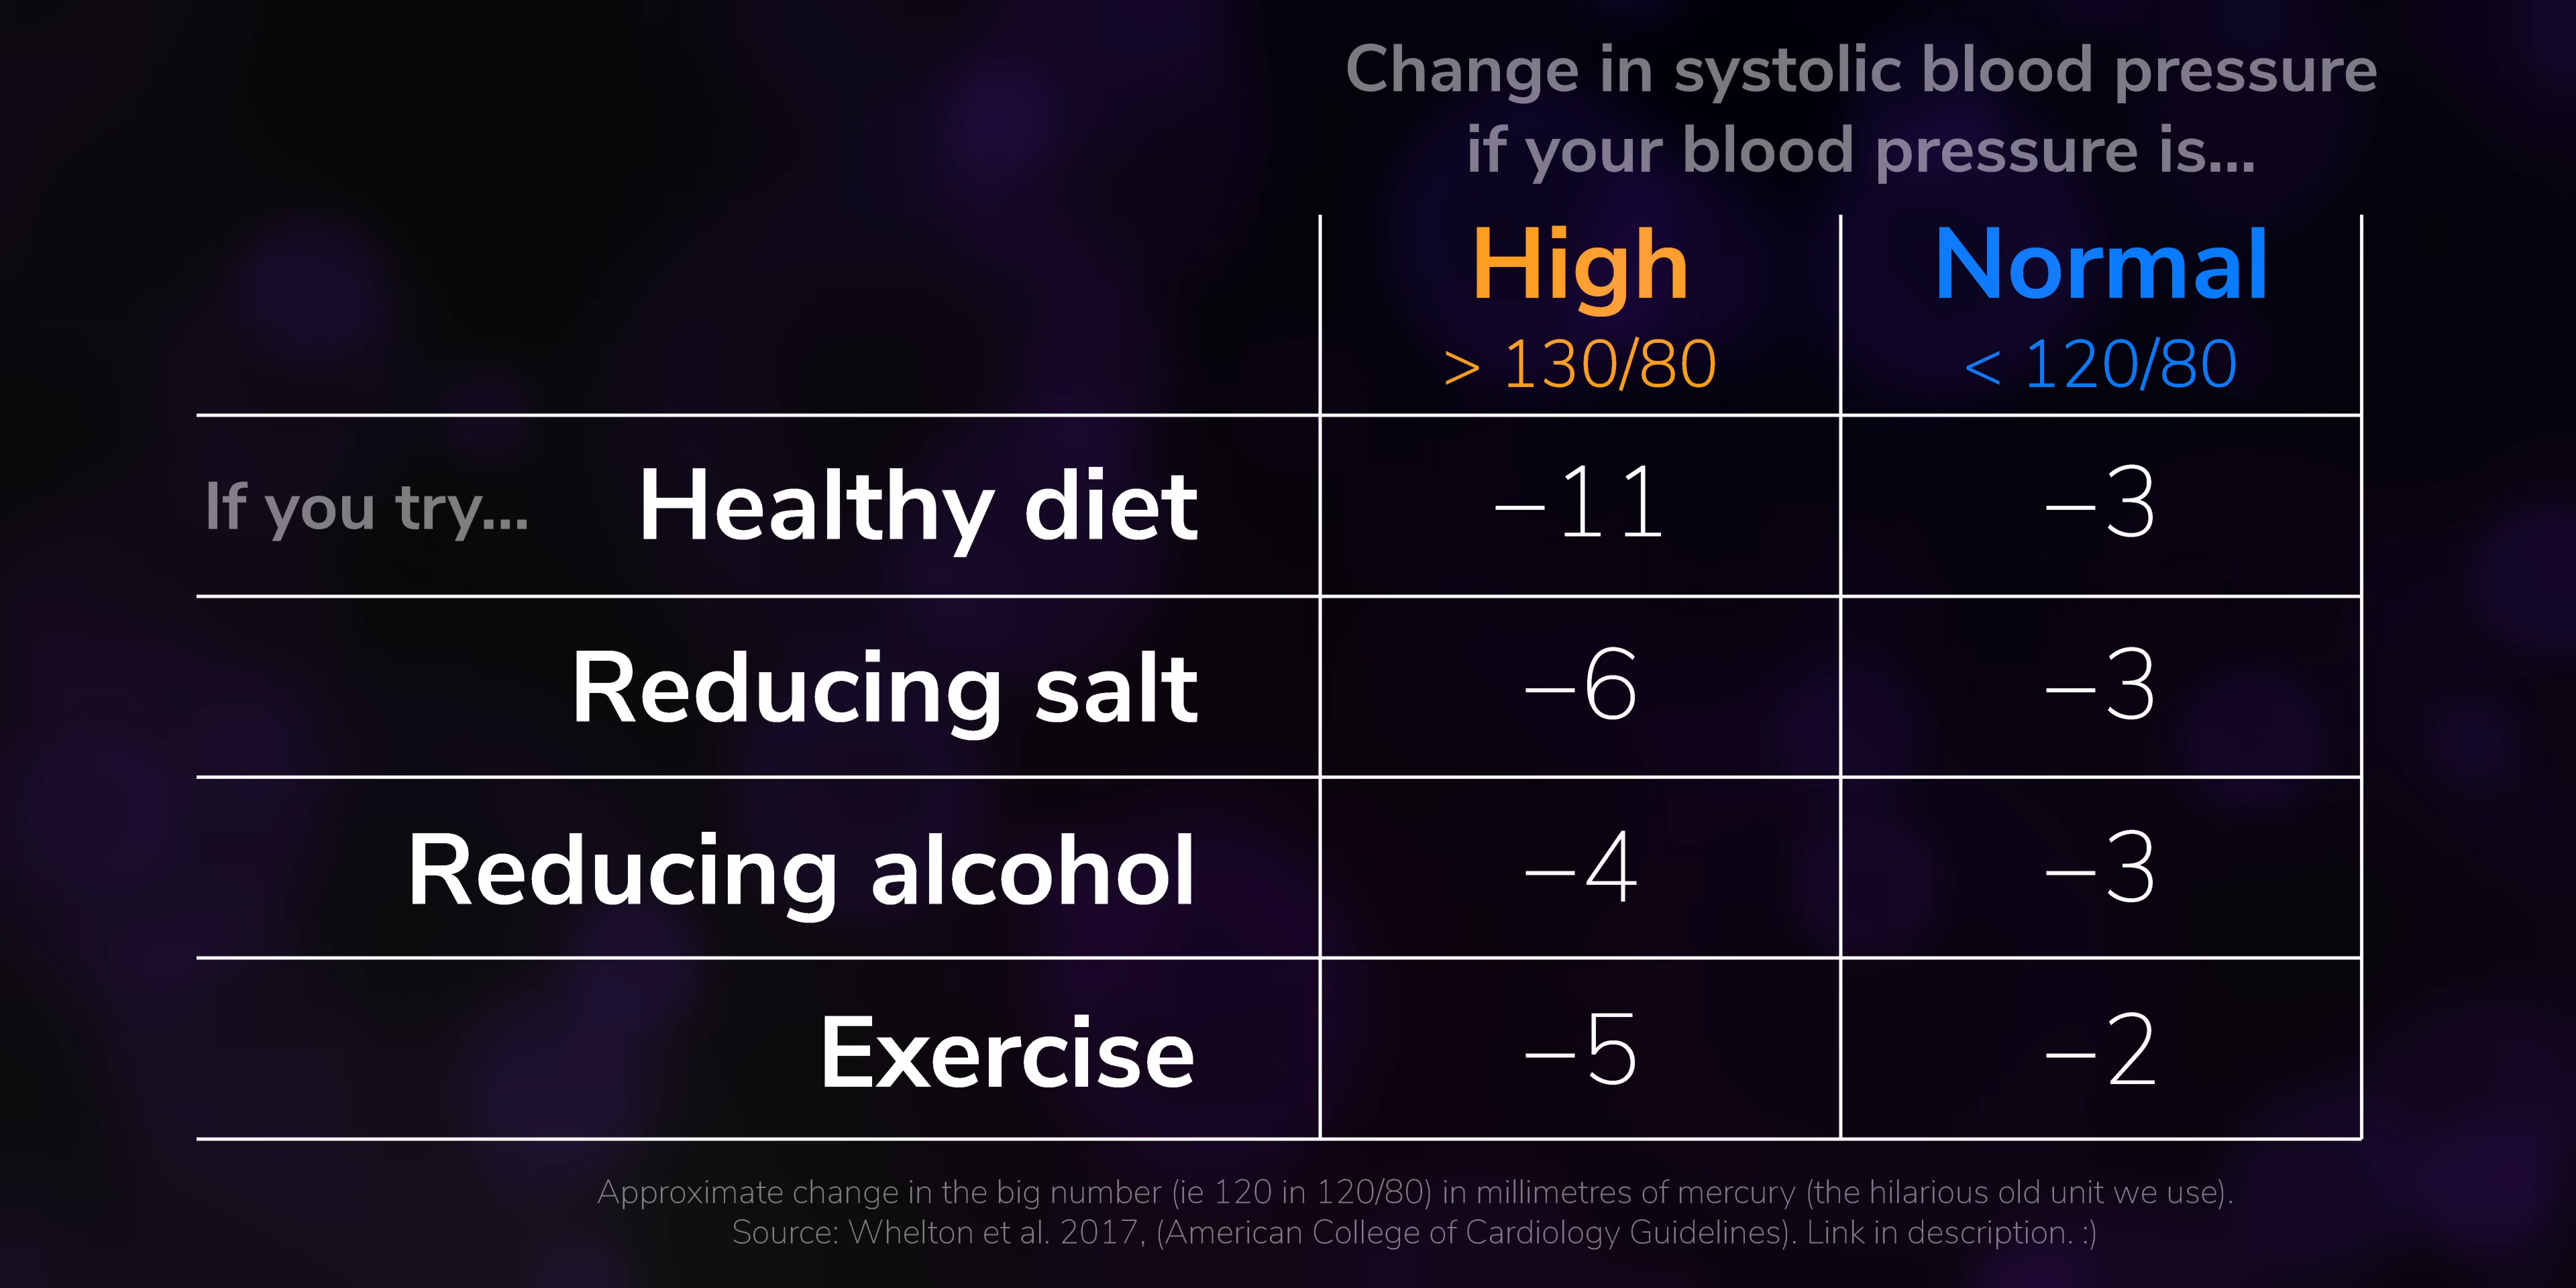 Change in systolic blood pressure
if your blood pressure is...
High
Normal
> 130/80
< 120/80
If you try...
Healthy diet
–11
–3
Reducing salt
–6
–3
Reducing alcohol
–4
–3
Exercise
–5
–2
Approximate change in the big number (ie 120 in 120/80) in millimetres of mercury (the hilarious old unit we use).
Source: Whelton et al. 2017, (American College of Cardiology Guidelines). Link in description. :)